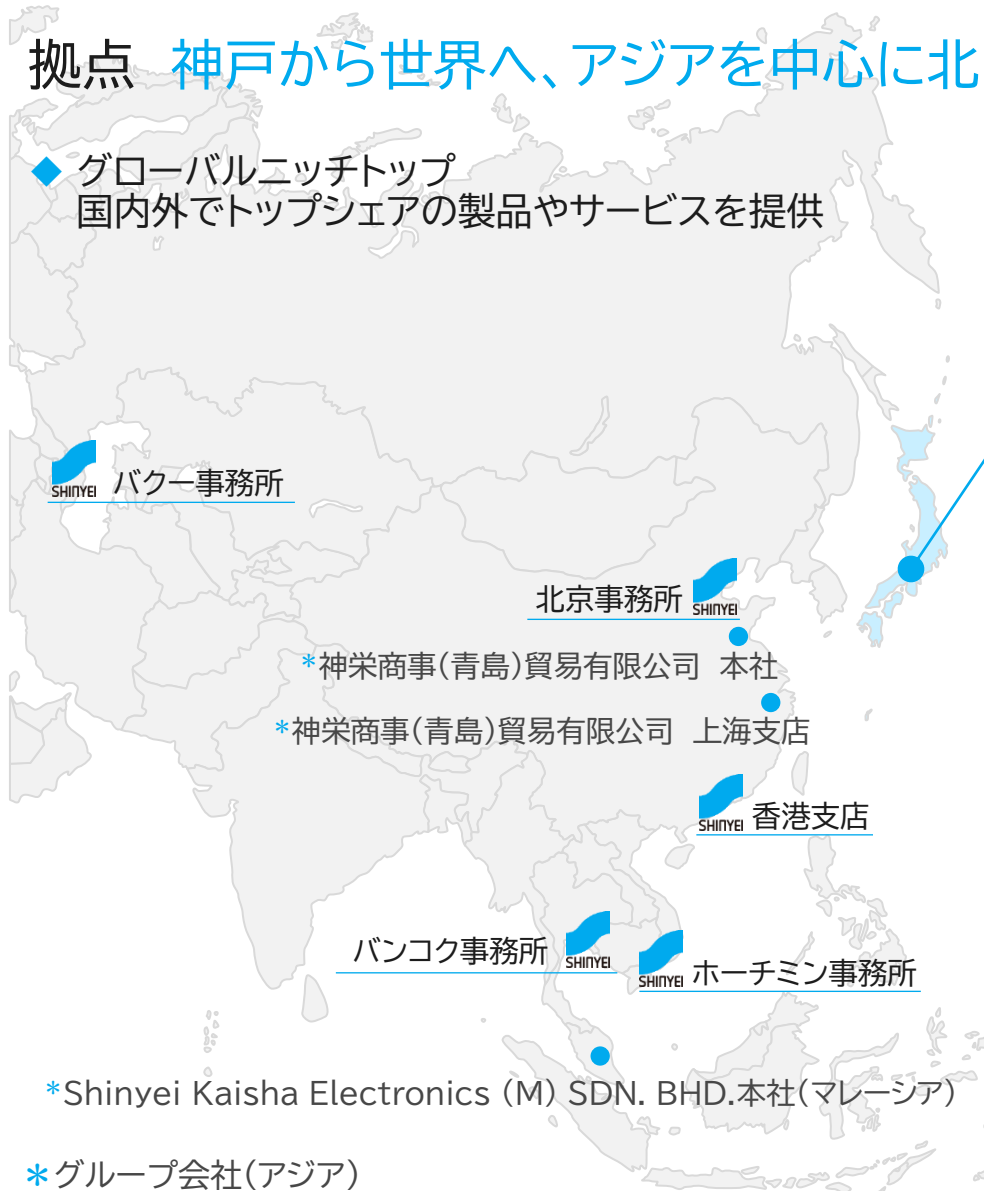 拠点 神戸から世界へ、アジアを中心に北
◆ グローバルニッチトップ
国内外でトップシェアの製品やサービスを提供
SHINYEI バクー事務所
北京事務所 SHINYEI
*神栄商事(青島)貿易有限公司 本社
*神栄商事(青島)貿易有限公司 上海支店
SHINYEI 香港支店
バンコク事務所 SHINYEI
SHINYEI ホーチミン事務所
*Shinyei Kaisha Electronics (M) SDN. BHD.本社(マレーシア)
*グループ会社(アジア)